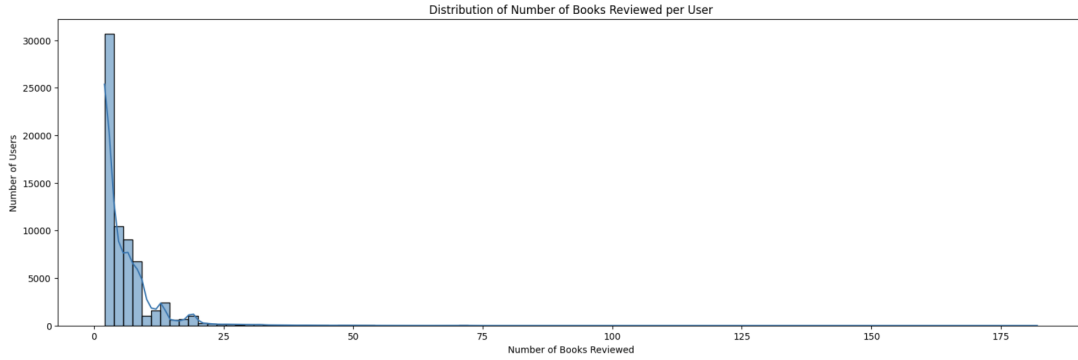 Distribution of Number of Books Reviewed per User
30000
25000
20000
15000
10000
5000
0
Number of Users
0 25 50 75 100 125 150 175
Number of Books Reviewed